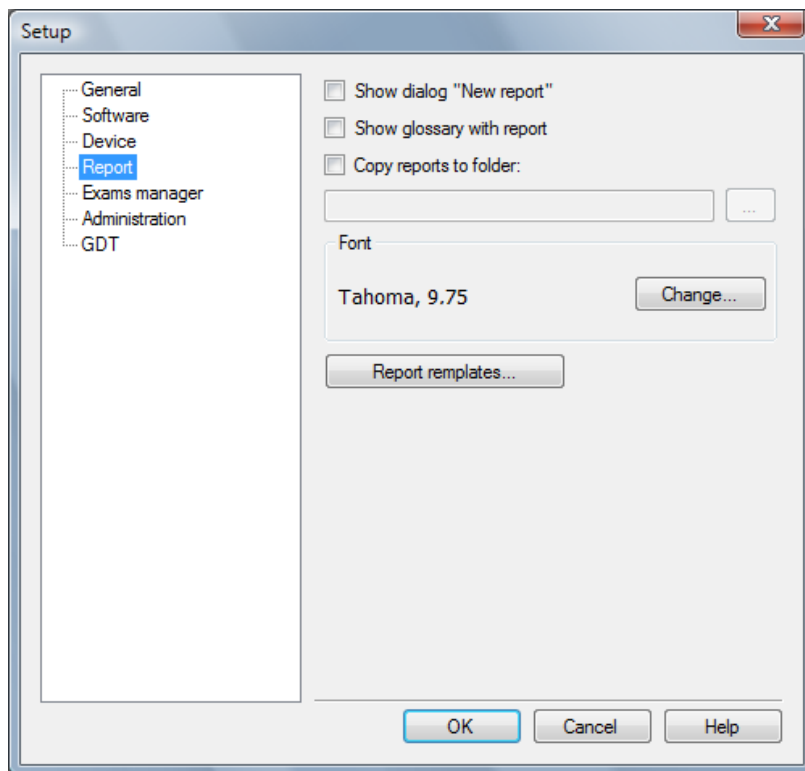 Setup
General
Software
Device
Report
Exams manager
Administration
GDT
Show dialog "New report"
Show glossary with report
Copy reports to folder:
...
Font
Tahoma, 9.75
Change...
Report remplates...
OK
Cancel
Help